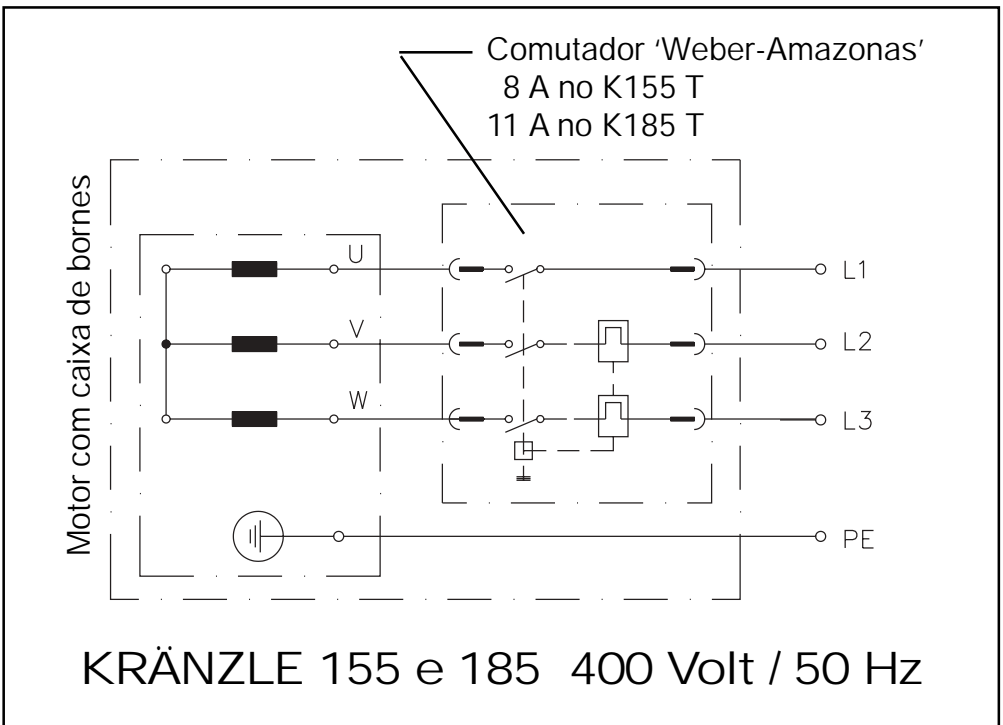 Comutador ‘Weber-Amazonas’
8 A no K155 T
11 A no K185 T
Motor com caixa de bornes
U
L1
V
L2
W
L3
PE
KRÄNZLE 155 e 185 400 Volt / 50 Hz